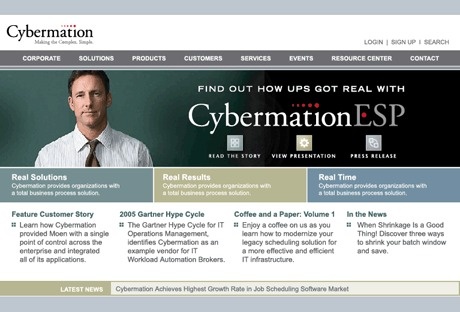 Cybermation
Making the Complex. Simple.
LOGIN | SIGN UP | SEARCH
CORPORATE SOLUTIONS PRODUCTS CUSTOMERS SERVICES EVENTS RESOURCE CENTER CONTACT
FIND OUT HOW UPS GOT REAL WITH
CybermationESP
READ THE STORY VIEW PRESENTATION PRESS RELEASE
Real Solutions
Cybermation provides organizations with
a total business process solution.
Real Results
Cybermation provides organizations with
a total business process solution.
Real Time
Cybermation provides organizations with
a total business process solution.
Feature Customer Story
Learn how Cybermation
provided Moen with a single
point of control across the
enterprise and integrated
all of its applications.
2005 Gartner Hype Cycle
The Gartner Hype Cycle for IT
Operations Management,
identifies Cybermation as an
example vendor for IT
Workload Automation Brokers.
Coffee and a Paper: Volume 1
Enjoy a coffee on us as you
learn how to modernize your
legacy scheduling solution for
a more effective and efficient
IT infrastructure.
In the News
When Shrinkage Is a Good
Thing! Discover three ways
to shrink your batch window
and save.
LATEST NEWS Cybermation Achieves Highest Growth Rate in Job Scheduling Software Market